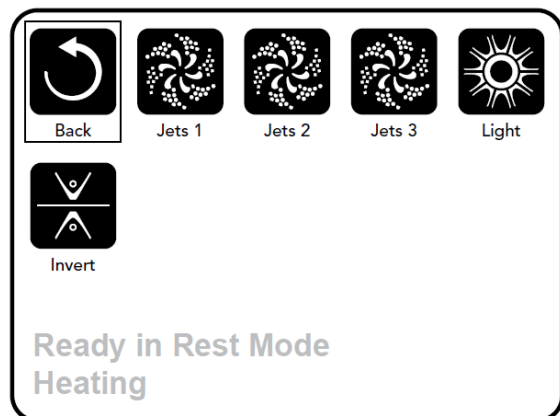 Back Jets 1 Jets 2 Jets 3 Light
Invert
Ready in Rest Mode
Heating